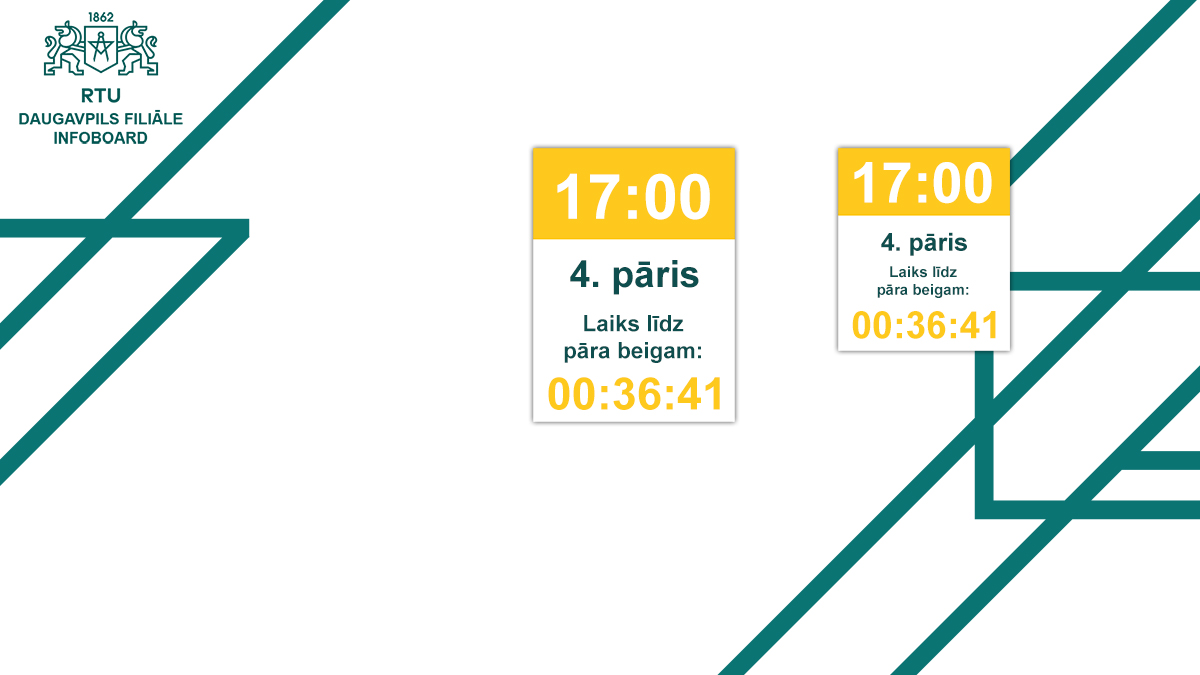 1862
RTU
DAUGAVPILS FILIĀLE
INFOBOARD
17:00
4. pāris
Laiks līdz
pāra beigam:
00:36:41
17:00
4. pāris
Laiks līdz
pāra beigam:
00:36:41